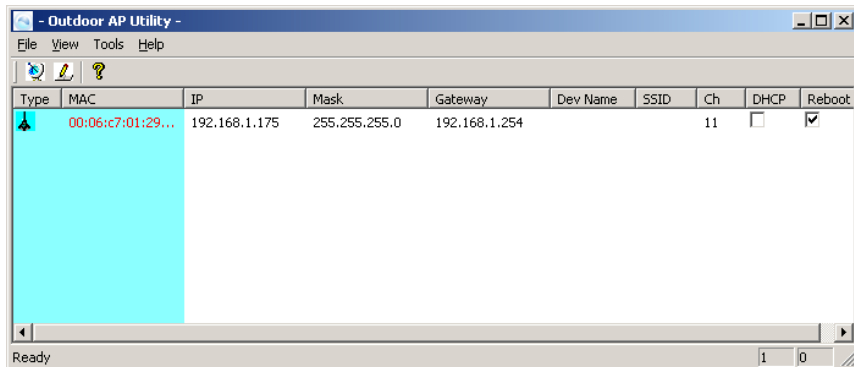 - Outdoor AP Utility -
File View Tools Help
Type MAC IP Mask Gateway Dev Name SSID Ch DHCP Reboot
00:06:c7:01:29... 192.168.1.175 255.255.255.0 192.168.1.254 11
Ready 1 0